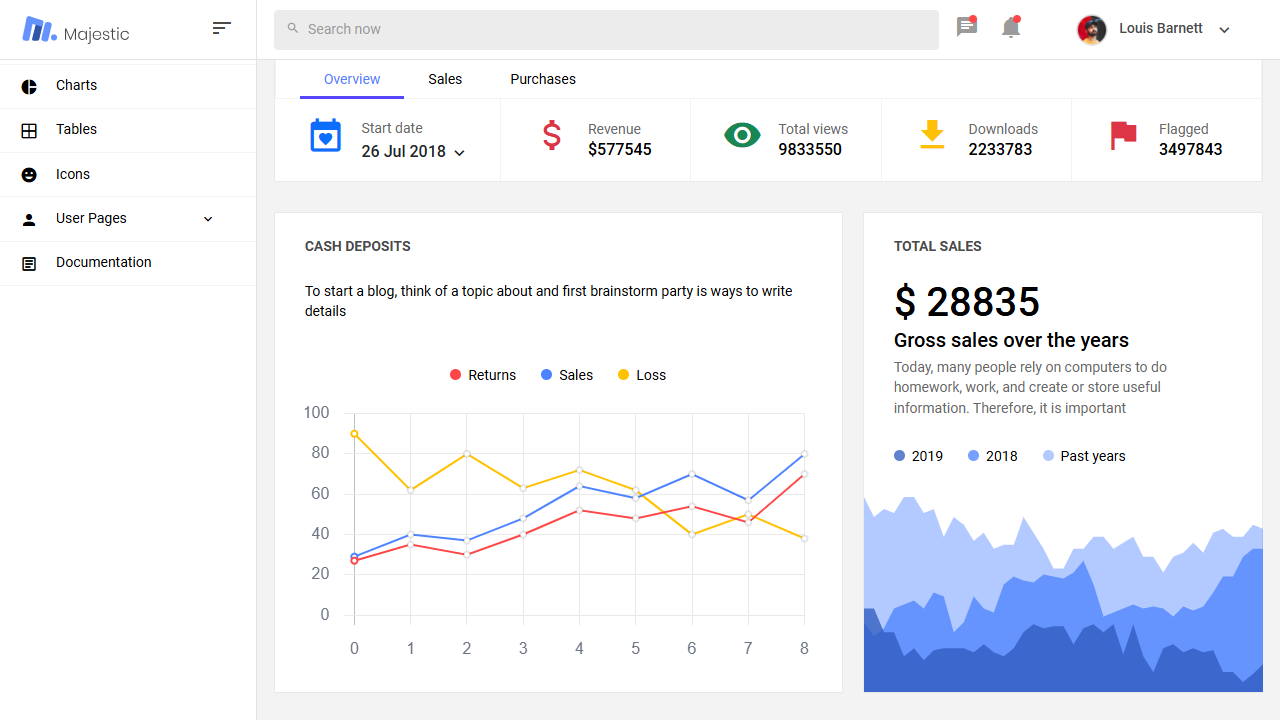 Majestic
Search now
Louis Barnett
Charts
Tables
Icons
User Pages
Documentation
Overview Sales Purchases
Start date
26 Jul 2018
Revenue
$577545
Total views
9833550
Downloads
2233783
Flagged
3497843
CASH DEPOSITS
To start a blog, think of a topic about and first brainstorm party is ways to write
details
Returns Sales Loss
100
80
60
40
20
0
0 1 2 3 4 5 6 7 8
TOTAL SALES
$ 28835
Gross sales over the years
Today, many people rely on computers to do
homework, work, and create or store useful
information. Therefore, it is important
2019 2018 Past years